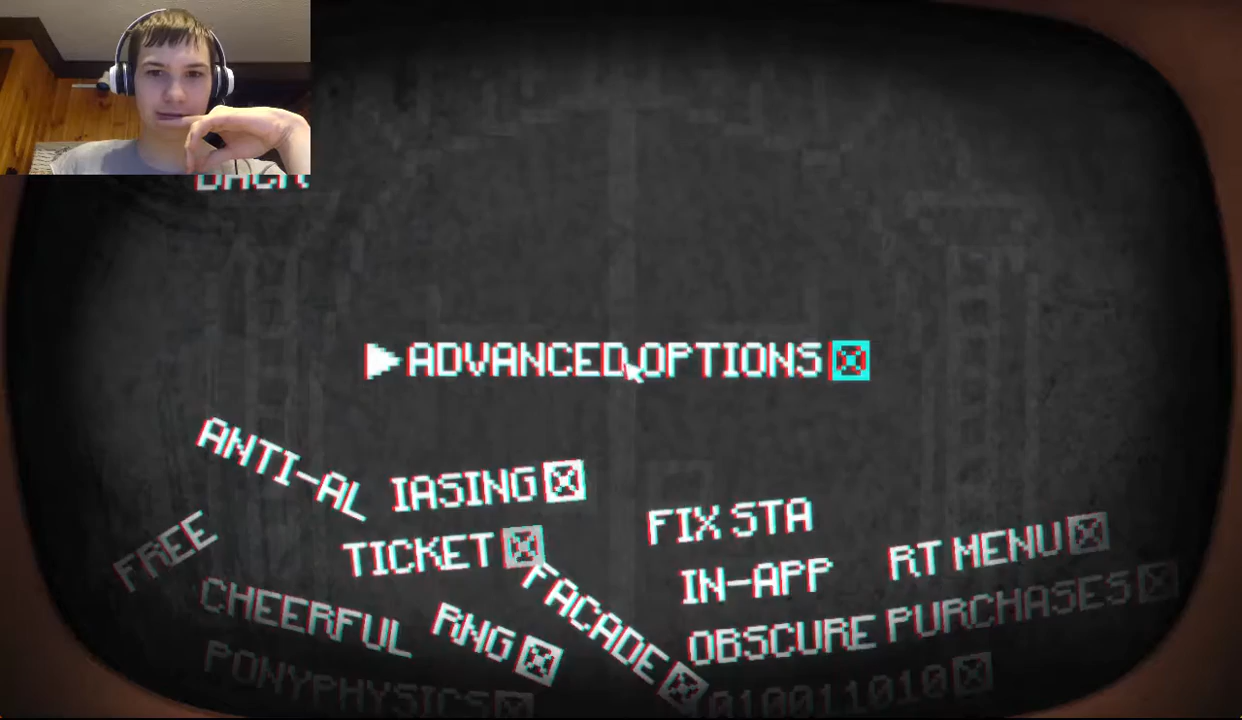 BACK
ADVANCED OPTIONS
ANTI-AL IASING
FIX STA RT MENU
FREE TICKET
IN-APP PURCHASES
CHEERFUL FACADE
RNG
OBSCURE
PONYPHYSICS
010011010